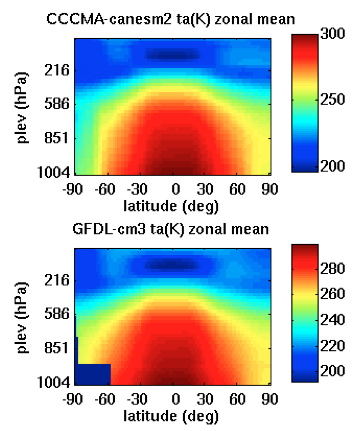 CCCMA-canesm2 ta(K) zonal mean
300
250
200
plev (hPa)
216
586
851
1004
-90 -60 -30 0 30 60 90
latitude (deg)
GFDL-cm3 ta(K) zonal mean
280
260
240
220
200
plev (hPa)
216
586
851
1004
-90 -60 -30 0 30 60 90
latitude (deg)